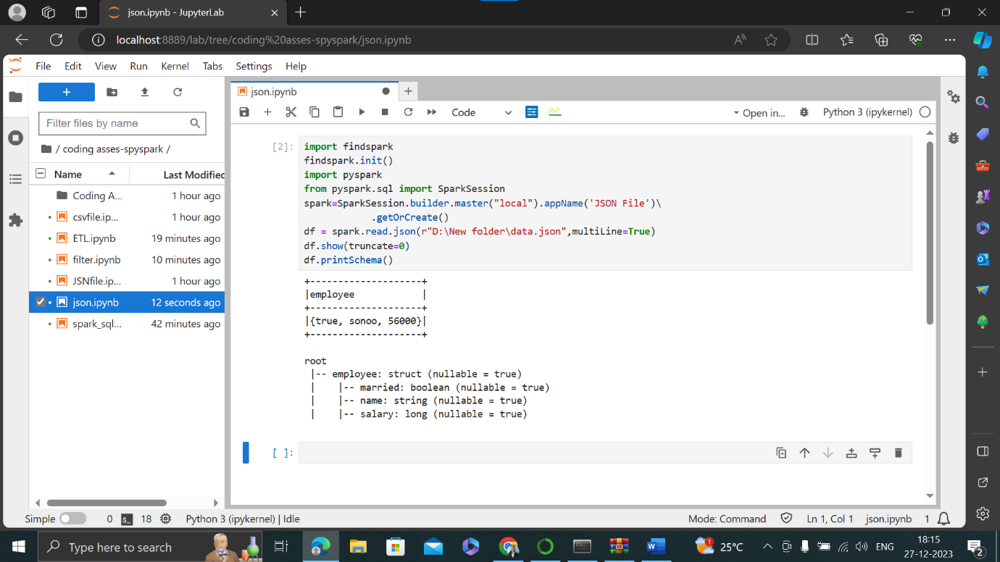 json.ipynb - JupyterLab
localhost:8889/lab/tree/coding%20asses-spyspark/json.ipynb
File Edit View Run Kernel Tabs Settings Help
Filter files by name
/ coding asses-spyspark /
Name Last Modified
Coding A... 1 hour ago
csvfile.ip... 1 hour ago
ETL.ipynb 19 minutes ago
filter.ipynb 10 minutes ago
JSNfile.ip... 1 hour ago
json.ipynb 12 seconds ago
spark_sql... 42 minutes ago
json.ipynb
Code Open in... Python 3 (ipykernel)
[2]: import findspark
findspark.init()
import pyspark
from pyspark.sql import SparkSession
spark=SparkSession.builder.master("local").appName('JSON File')\
.getOrCreate()
df = spark.read.json(r"D:\New folder\data.json",multiLine=True)
df.show(truncate=0)
df.printSchema()
+--------------------+
|employee            |
+--------------------+
|{true, sonoo, 56000}|
+--------------------+
root
|-- employee: struct (nullable = true)
|    |-- married: boolean (nullable = true)
|    |-- name: string (nullable = true)
|    |-- salary: long (nullable = true)
[ ]:
Simple 0 18 Python 3 (ipykernel) | Idle Mode: Command Ln 1, Col 1 json.ipynb 1
Type here to search
1 25°C ENG 18:15
27-12-2023 2